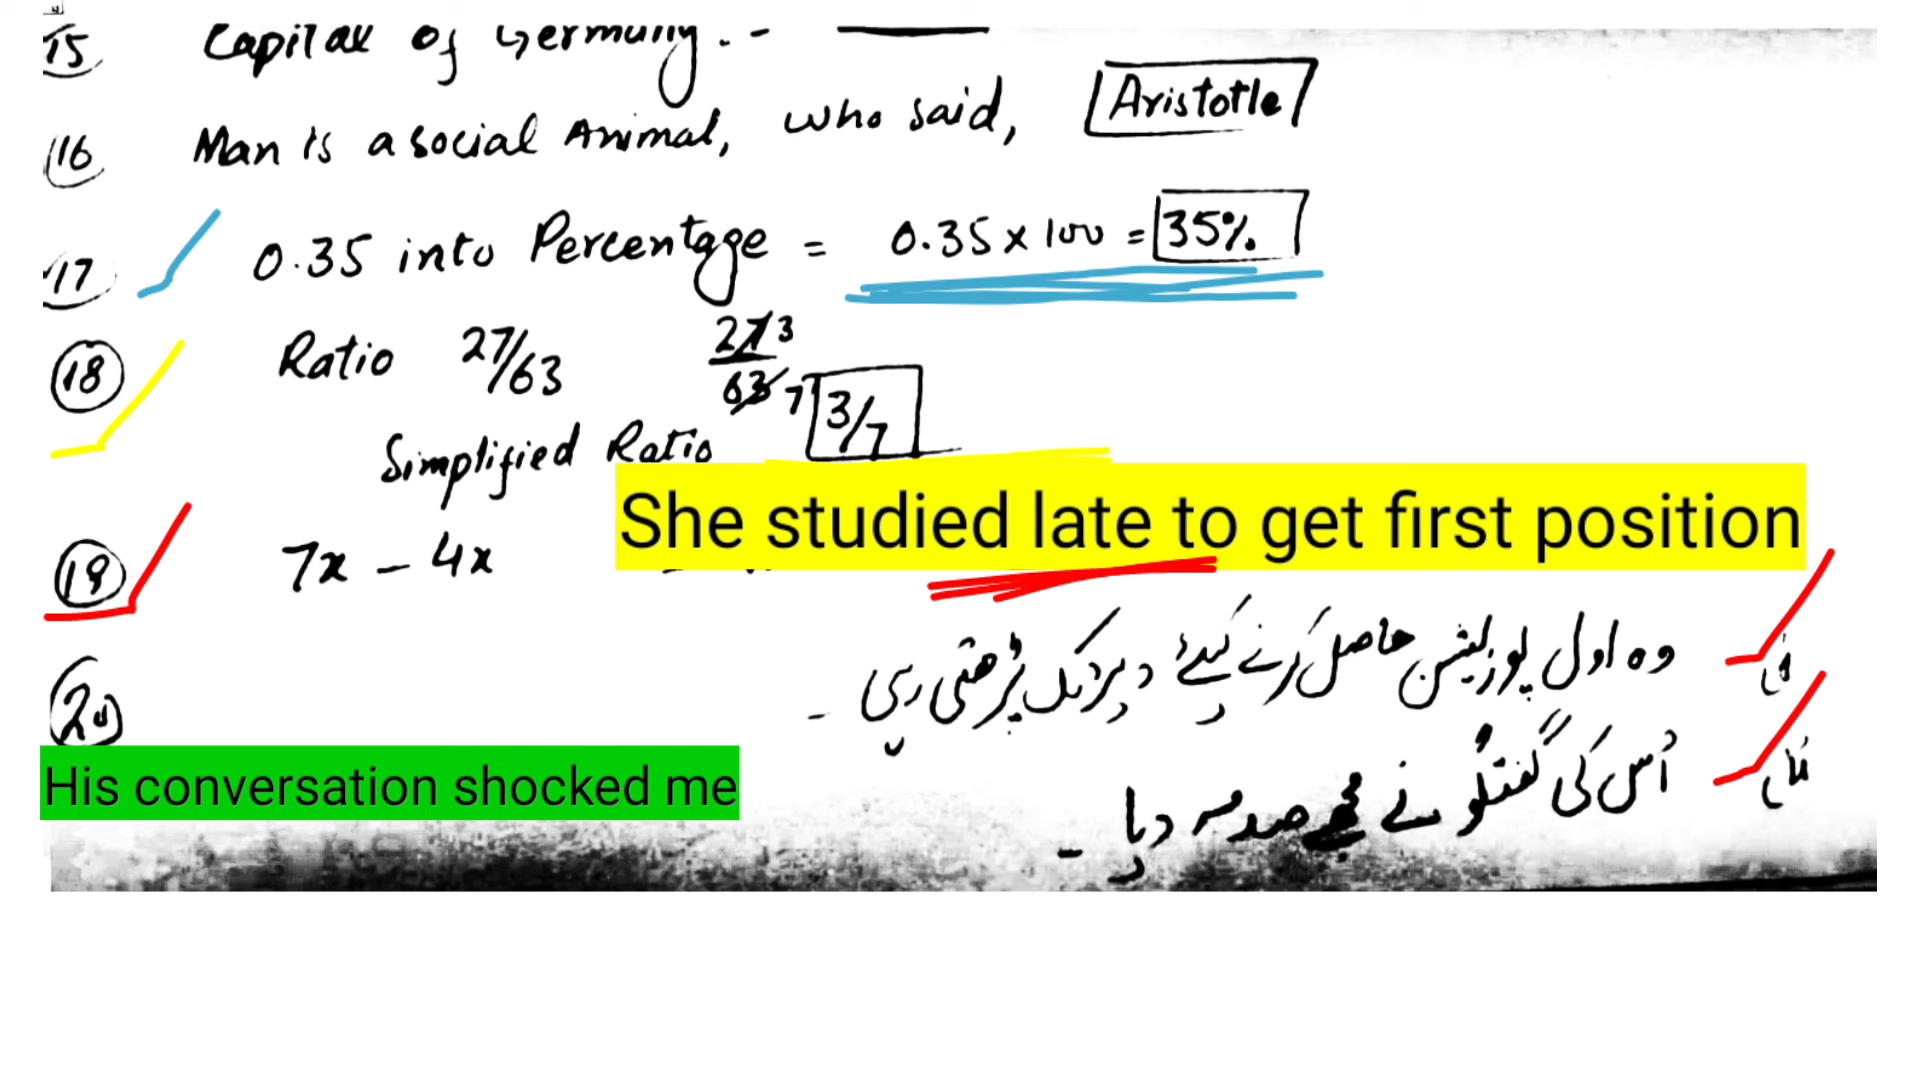 15 Capital of Germany. -
16 Man is a social Animal, who said, Aristotle
17 0.35 into Percentage = 0.35 x 100 = 35%
18 Ratio 27/63 27 3
63 7 3/7
Simplified Ratio
She studied late to get first position
19 7x - 4x
وہ اول پوزیشن حاصل کرنے کیلئے دیر تک پڑھتی رہی -
20
اُس کی گفتگو نے مجھے صدمہ دیا -
His conversation shocked me